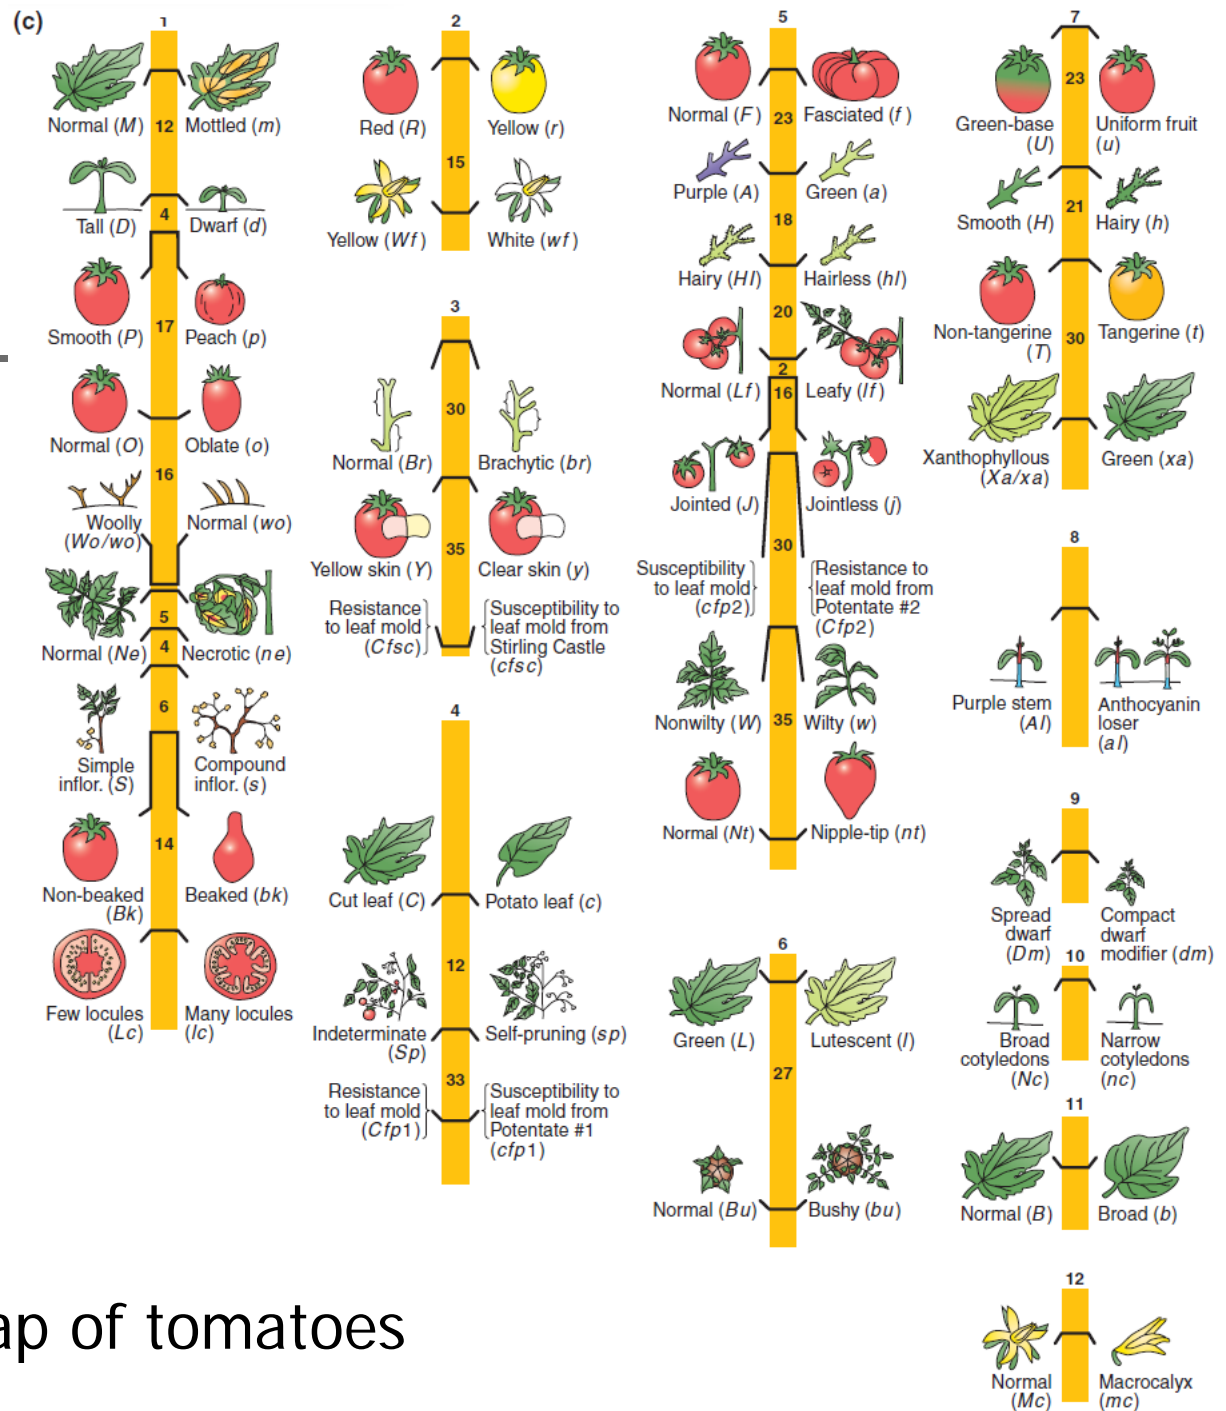 (c)
1
Normal (M) Mottled (m)
12
Tall (D) Dwarf (d)
4
Smooth (P) Peach (p)
17
Normal (O) Oblate (o)
16
Woolly
(Wo/wo)
Normal (wo)
5
Normal (Ne) Necrotic (ne)
4
6
Simple
inflor. (S)
Compound
inflor. (s)
14
Non-beaked
(Bk)
Beaked (bk)
Few locules
(Lc)
Many locules
(lc)
2
Red (R) Yellow (r)
15
Yellow (Wf) White (wf)
3
30
Normal (Br) Brachytic (br)
35
Yellow skin (Y) Clear skin (y)
Resistance
to leaf mold
(Cfsc)
Susceptibility to
leaf mold from
Stirling Castle
(cfsc)
4
Cut leaf (C) Potato leaf (c)
12
Indeterminate
(Sp)
Self-pruning (sp)
33
Resistance
to leaf mold
(Cfp1)
Susceptibility to
leaf mold from
Potentate #1
(cfp1)
5
Normal (F) Fasciated (f)
23
Purple (A) Green (a)
18
Hairy (Hl) Hairless (hl)
20
Normal (Lf) Leafy (lf)
2
16
Jointed (J) Jointless (j)
30
Susceptibility
to leaf mold
(cfp2)
Resistance to
leaf mold from
Potentate #2
(Cfp2)
Nonwilty (W) Wilty (w)
35
Normal (Nt) Nipple-tip (nt)
6
Green (L) Lutescent (l)
27
Normal (Bu) Bushy (bu)
7
23
Green-base
(U)
Uniform fruit
(u)
Smooth (H) Hairy (h)
21
Non-tangerine
(T)
Tangerine (t)
30
Xanthophyllous
(Xa/xa)
Green (xa)
8
Purple stem
(Al)
Anthocyanin
loser
(al)
9
Spread
dwarf
(Dm)
Compact
dwarf
modifier (dm)
10
Broad
cotyledons
(Nc)
Narrow
cotyledons
(nc)
11
Normal (B) Broad (b)
12
Normal
(Mc)
Macrocalyx
(mc)
ap of tomatoes